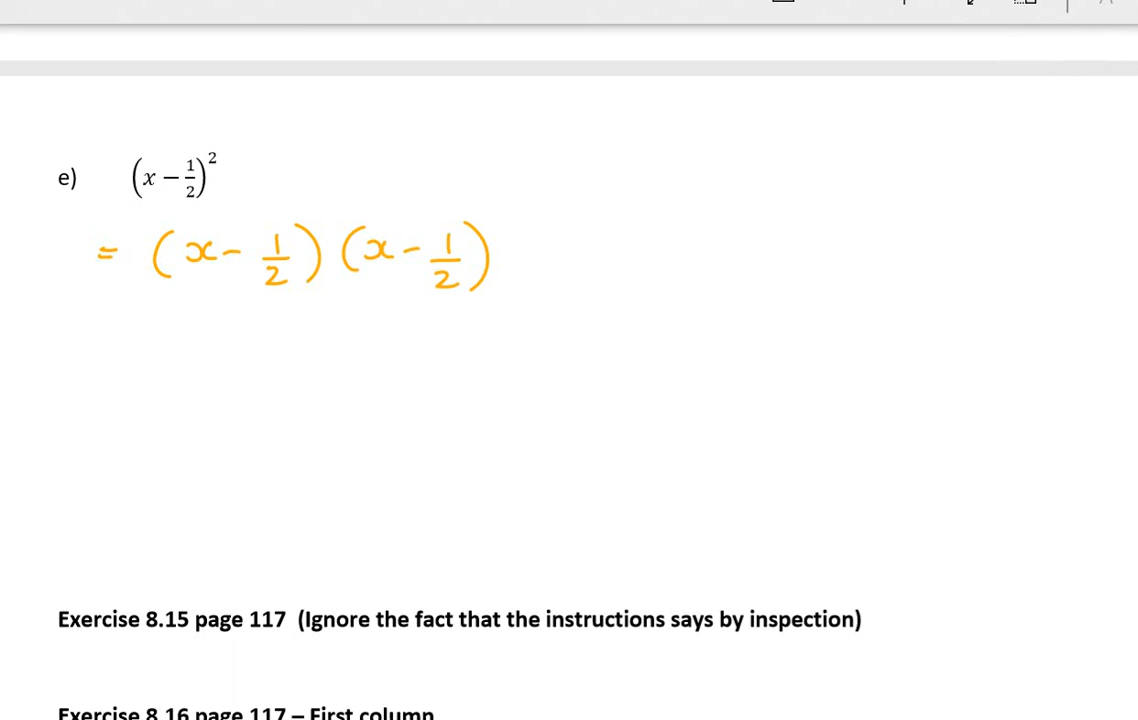 e) (x − 1/2)²
= (x − 1/2) (x − 1/2)
Exercise 8.15 page 117 (Ignore the fact that the instructions says by inspection)
Exercise 8.16 page 117 – First column